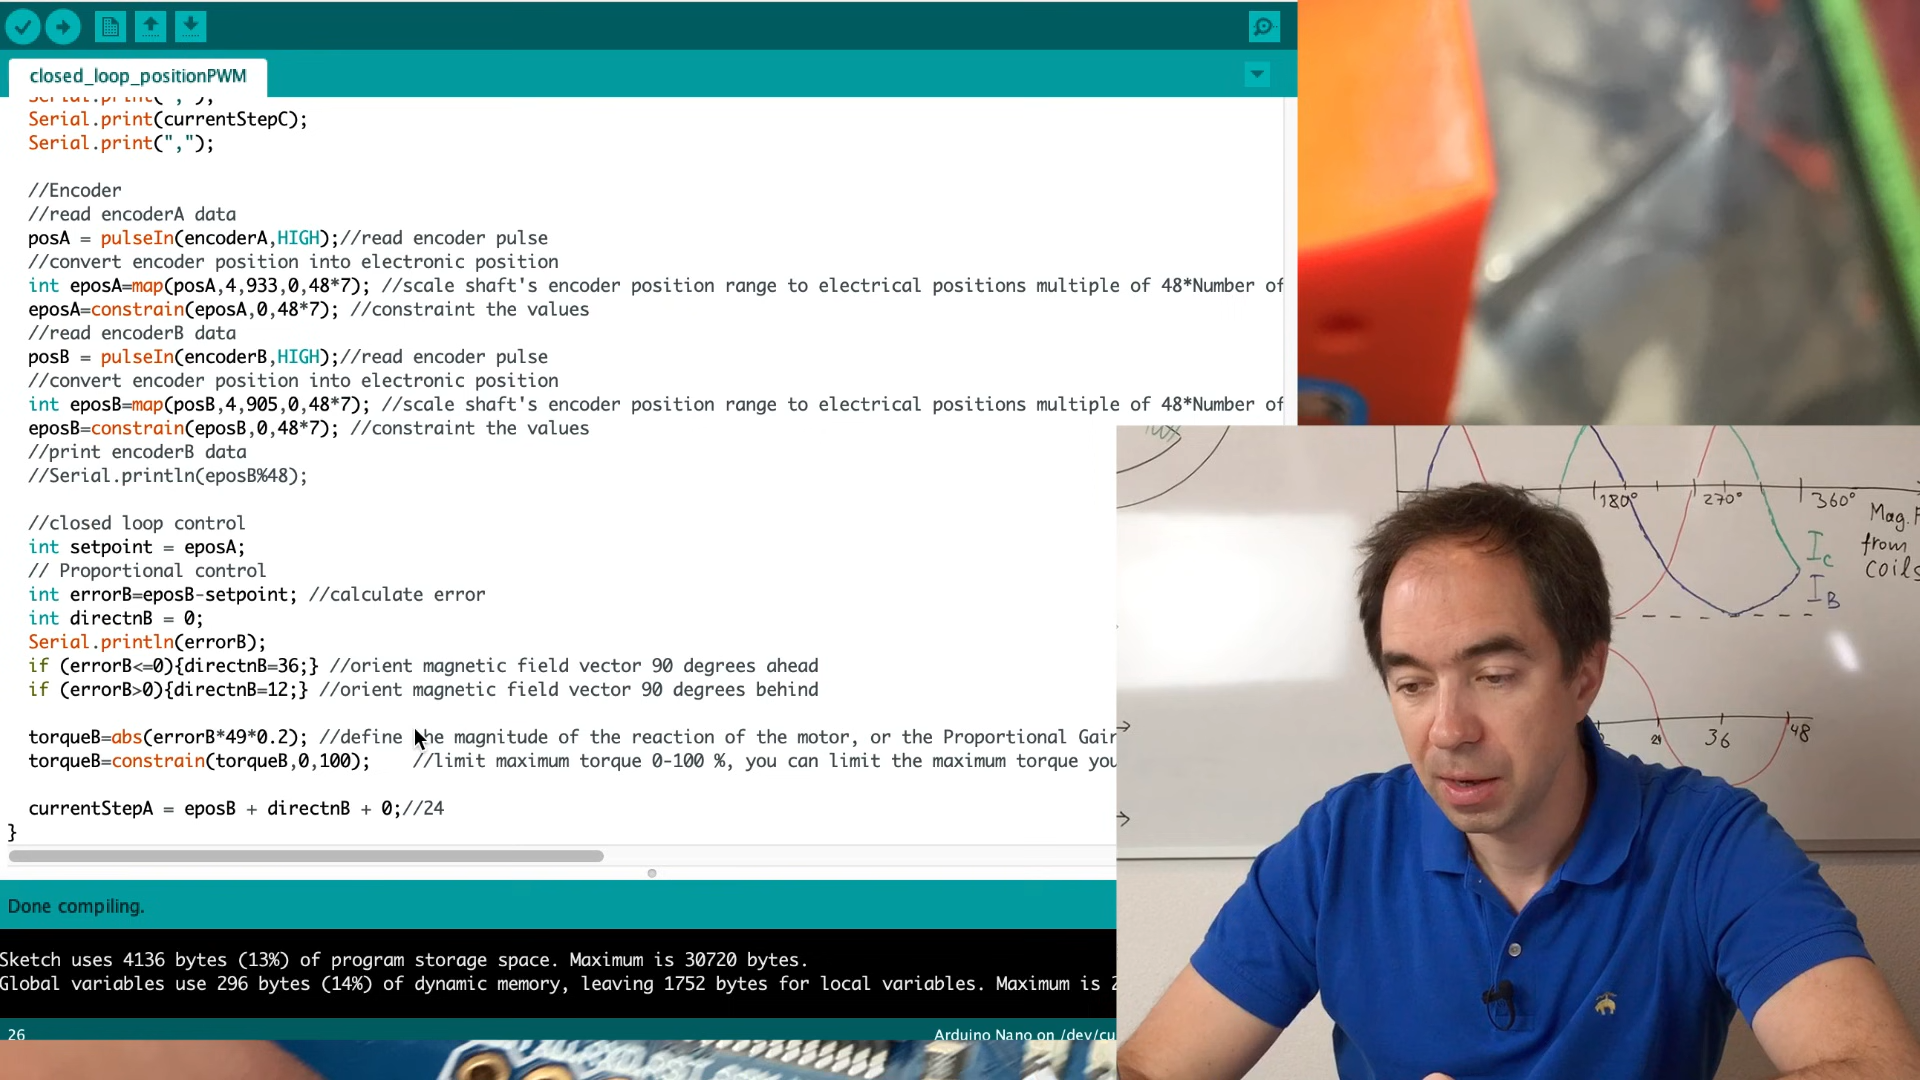 closed_loop_positionPWM
Serial.print(",");
Serial.print(currentStepC);
Serial.print(",");
//Encoder
//read encoderA data
posA = pulseIn(encoderA,HIGH);//read encoder pulse
//convert encoder position into electronic position
int eposA=map(posA,4,933,0,48*7); //scale shaft's encoder position range to electrical positions multiple of 48*Number of
eposA=constrain(eposA,0,48*7); //constraint the values
//read encoderB data
posB = pulseIn(encoderB,HIGH);//read encoder pulse
//convert encoder position into electronic position
int eposB=map(posB,4,905,0,48*7); //scale shaft's encoder position range to electrical positions multiple of 48*Number of
eposB=constrain(eposB,0,48*7); //constraint the values
//print encoderB data
//Serial.println(eposB%48);
//closed loop control
int setpoint = eposA;
// Proportional control
int errorB=eposB-setpoint; //calculate error
int directnB = 0;
Serial.println(errorB);
if (errorB<=0){directnB=36;} //orient magnetic field vector 90 degrees ahead
if (errorB>0){directnB=12;} //orient magnetic field vector 90 degrees behind
torqueB=abs(errorB*49*0.2); //define the magnitude of the reaction of the motor, or the Proportional Gai
torqueB=constrain(torqueB,0,100); //limit maximum torque 0-100 %, you can limit the maximum torque you
currentStepA = eposB + directnB + 0;//24
}
Done compiling.
Sketch uses 4136 bytes (13%) of program storage space. Maximum is 30720 bytes.
Global variables use 296 bytes (14%) of dynamic memory, leaving 1752 bytes for local variables. Maximum is 2
26
Arduino Nano on /dev/cu
180° 270° 360°
Mag. F
from
coils
Ic
IB
24 36 48